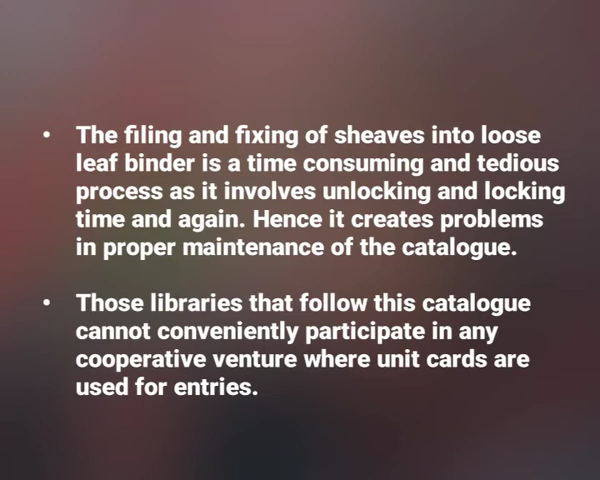 • The filing and fixing of sheaves into loose
leaf binder is a time consuming and tedious
process as it involves unlocking and locking
time and again. Hence it creates problems
in proper maintenance of the catalogue.
• Those libraries that follow this catalogue
cannot conveniently participate in any
cooperative venture where unit cards are
used for entries.